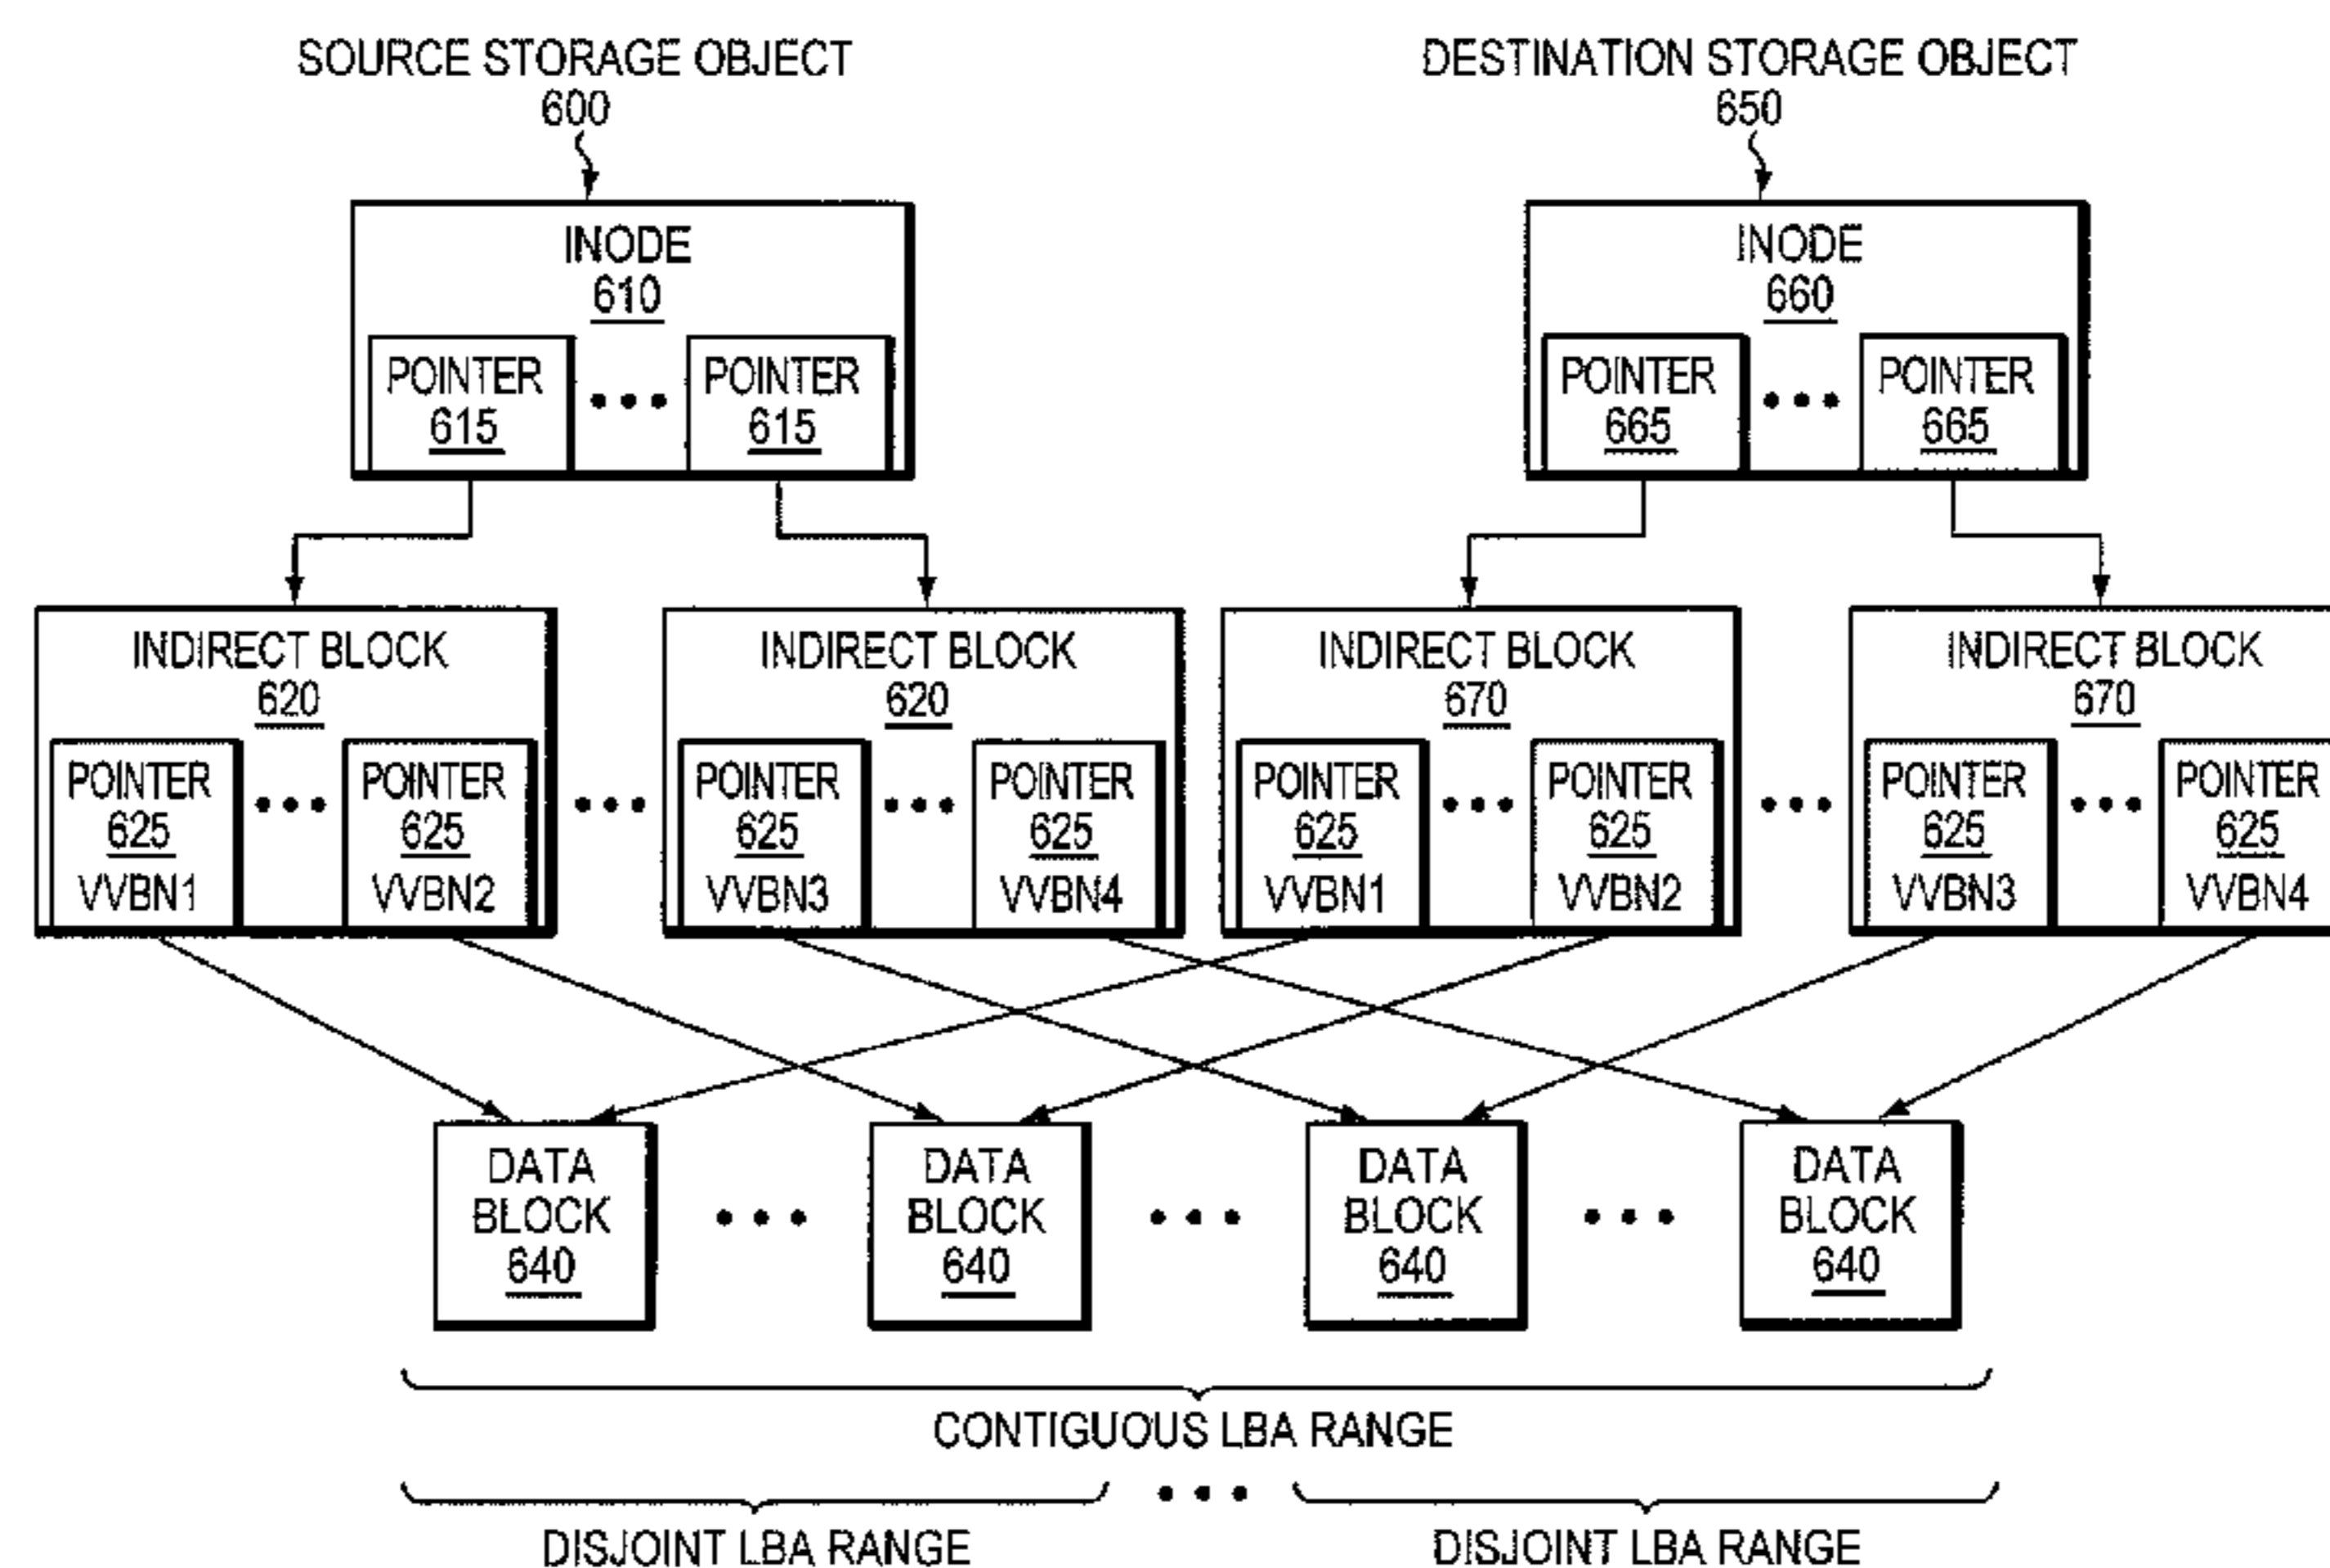 SOURCE STORAGE OBJECT
600
DESTINATION STORAGE OBJECT
650
INODE
610
POINTER
615
POINTER
615
INODE
660
POINTER
665
POINTER
665
INDIRECT BLOCK
620
POINTER
625
VVBN1
POINTER
625
VVBN2
INDIRECT BLOCK
620
POINTER
625
VVBN3
POINTER
625
VVBN4
INDIRECT BLOCK
670
POINTER
625
VVBN1
POINTER
625
VVBN2
INDIRECT BLOCK
670
POINTER
625
VVBN3
POINTER
625
VVBN4
DATA
BLOCK
640
DATA
BLOCK
640
DATA
BLOCK
640
DATA
BLOCK
640
CONTIGUOUS LBA RANGE
DISJOINT LBA RANGE
DISJOINT LBA RANGE